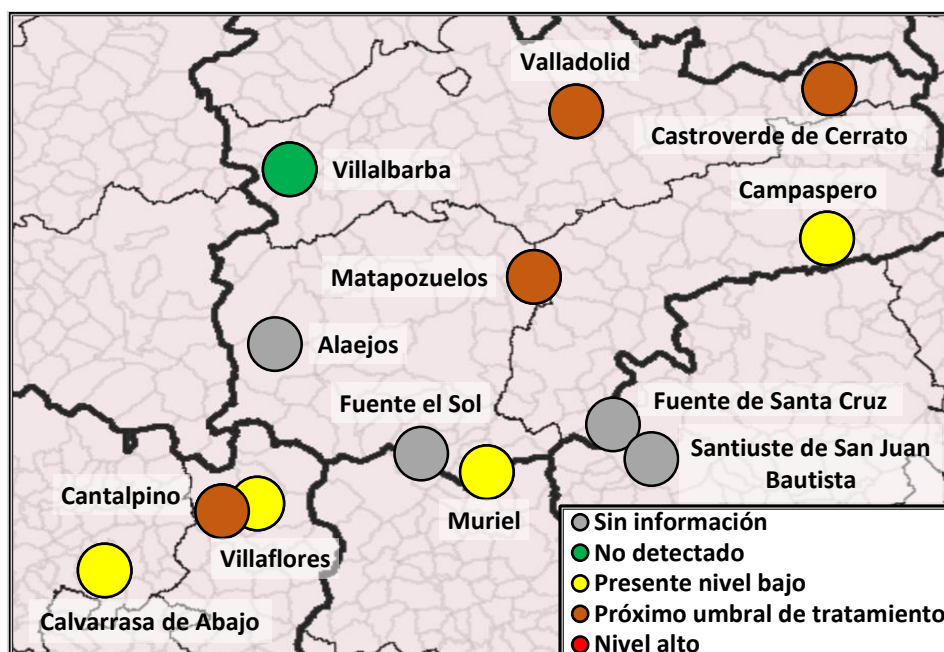 Valladolid
Castroverde de Cerrato
Villalbarba
Campaspero
Matapozuelos
Alaejos
Fuente el Sol
Fuente de Santa Cruz
Santiuste de San Juan
Bautista
Cantalpino
Muriel
Villaflores
Calvarrasa de Abajo
Sin información
No detectado
Presente nivel bajo
Próximo umbral de tratamiento
Nivel alto